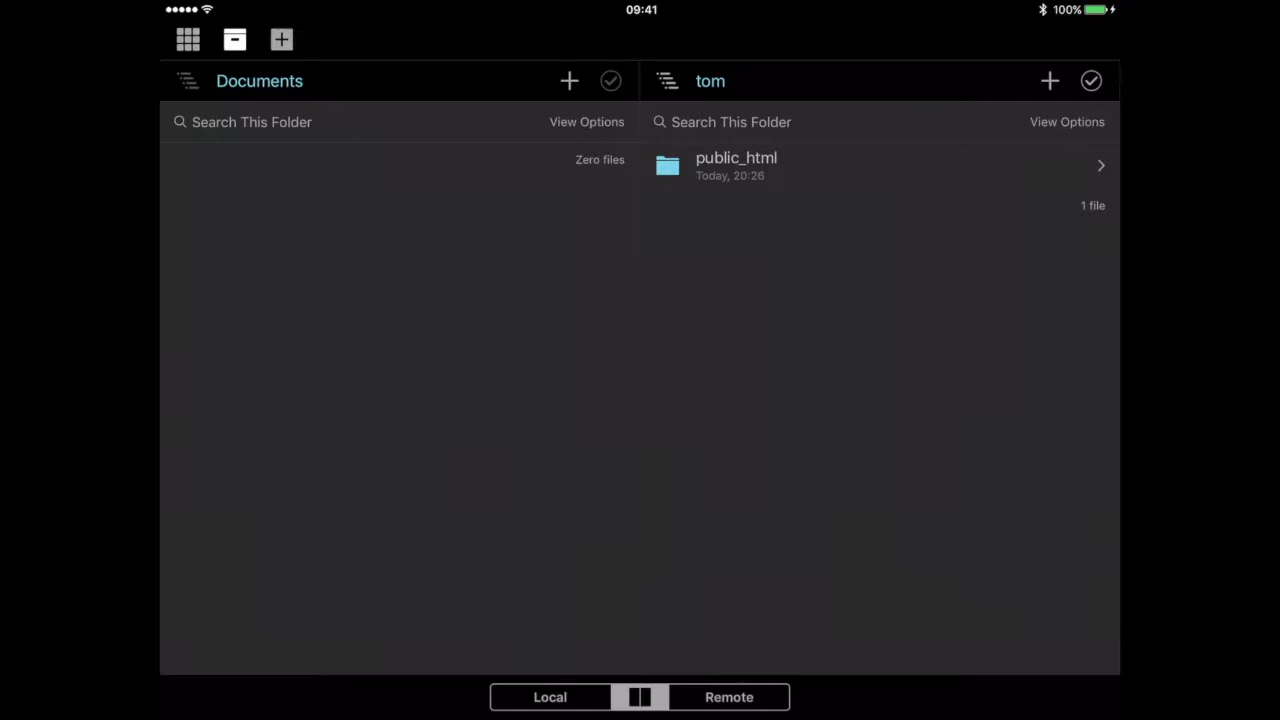 09:41
100%
Documents
tom
Search This Folder
View Options
Search This Folder
View Options
Zero files
public_html
Today, 20:26
1 file
Local
Remote